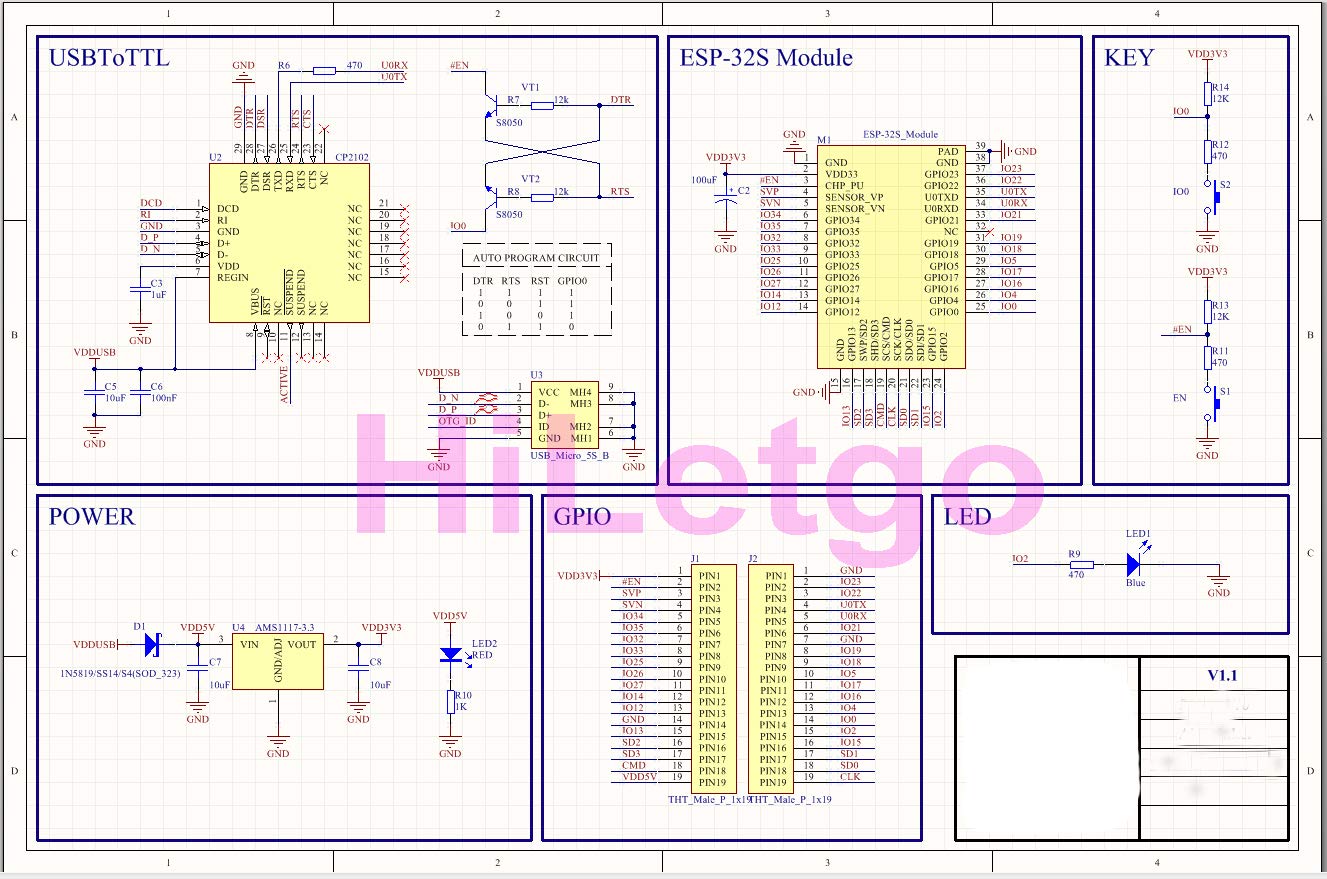 1 2 3 4
A A
B B
C C
D D
USBToTTL
GND
R6 470 U0RX
U0TX
GND DTR DSR RTS CTS
29 28 27 26 25 24 23 22
U2 CP2102
GND DTR DSR TXD RXD RTS CTS NC
DCD 1 DCD NC 21
RI 2 RI NC 20
GND 3 GND NC 19
D_P 4 D+ NC 18
D_N 5 D- NC 17
6 VDD NC 16
7 REGIN NC 15
VBUS RST NC SUSPEND SUSPEND NC NC
8 9 10 11 12 13 14
ACTIVE
C3
1uF
GND
VDDUSB
C5
10uF
C6
100nF
GND
#EN
VT1
R7 12k DTR
S8050
VT2
R8 12k RTS
S8050
IO0
AUTO PROGRAM CIRCUIT
DTR RTS RST GPIO0
1 1 1 1
0 0 1 1
1 0 0 1
0 1 1 0
VDDUSB
U3
1 VCC MH4 9
D_N 2 D- MH3 8
D_P 3 D+
OTG_ID 4 ID MH2 7
5 GND MH1 6
USB_Micro_5S_B
GND GND
ESP-32S Module
M1 ESP-32S_Module
GND
VDD3V3
100uF + C2
GND
PAD 39 GND
1 GND GND 38
2 VDD33 GPIO23 37 IO23
#EN 3 CHP_PU GPIO22 36 IO22
SVP 4 SENSOR_VP U0TXD 35 U0TX
SVN 5 SENSOR_VN U0RXD 34 U0RX
IO34 6 GPIO34 GPIO21 33 IO21
IO35 7 GPIO35 NC 32
IO32 8 GPIO32 GPIO19 31 IO19
IO33 9 GPIO33 GPIO18 30 IO18
IO25 10 GPIO25 GPIO5 29 IO5
IO26 11 GPIO26 GPIO17 28 IO17
IO27 12 GPIO27 GPIO16 27 IO16
IO14 13 GPIO14 GPIO4 26 IO4
IO12 14 GPIO12 GPIO0 25 IO0
GND GPIO13 SWP/SD2 SHD/SD3 SCS/CMD SCK/CLK SDO/SD0 SDI/SD1 GPIO15 GPIO2
GND 15 16 17 18 19 20 21 22 23 24
IO13 SD2 SD3 CMD CLK SD0 SD1 IO15 IO2
KEY
VDD3V3
R14
12K
IO0
R12
470
IO0 S2
GND
VDD3V3
R13
12K
#EN
R11
470
EN S1
GND
HiLetgo
POWER
D1 VDD5V U4 AMS1117-3.3 VDD3V3
VDDUSB 3 VIN VOUT 2
GND/ADJ
1N5819/SS14/S4(SOD_323)
C7
10uF
GND
1
GND
C8
10uF
GND
VDD5V
LED2
RED
R10
1K
GND
GPIO
J1 J2
VDD3V3 1 PIN1 PIN1 1 GND
#EN 2 PIN2 PIN2 2 IO23
SVP 3 PIN3 PIN3 3 IO22
SVN 4 PIN4 PIN4 4 U0TX
IO34 5 PIN5 PIN5 5 U0RX
IO35 6 PIN6 PIN6 6 IO21
IO32 7 PIN7 PIN7 7 GND
IO33 8 PIN8 PIN8 8 IO19
IO25 9 PIN9 PIN9 9 IO18
IO26 10 PIN10 PIN10 10 IO5
IO27 11 PIN11 PIN11 11 IO17
IO14 12 PIN12 PIN12 12 IO16
IO12 13 PIN13 PIN13 13 IO4
GND 14 PIN14 PIN14 14 IO0
IO13 15 PIN15 PIN15 15 IO2
SD2 16 PIN16 PIN16 16 IO15
SD3 17 PIN17 PIN17 17 SD1
CMD 18 PIN18 PIN18 18 SD0
VDD5V 19 PIN19 PIN19 19 CLK
THT_Male_P_1x19 THT_Male_P_1x19
LED
LED1
IO2 R9
470 Blue
GND
V1.1
1 2 3 4